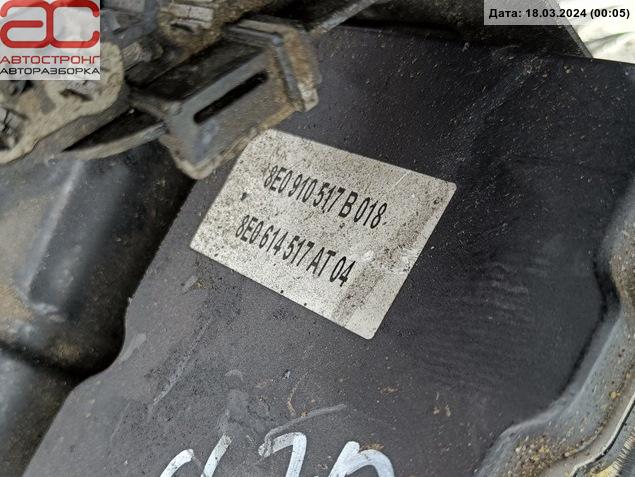 ac
АВТОСТРОНГ
АВТОРАЗБОРКА
Дата: 18.03.2024 (00:05)
8E0 910 517 B 018
8E0 614 517 AT 04